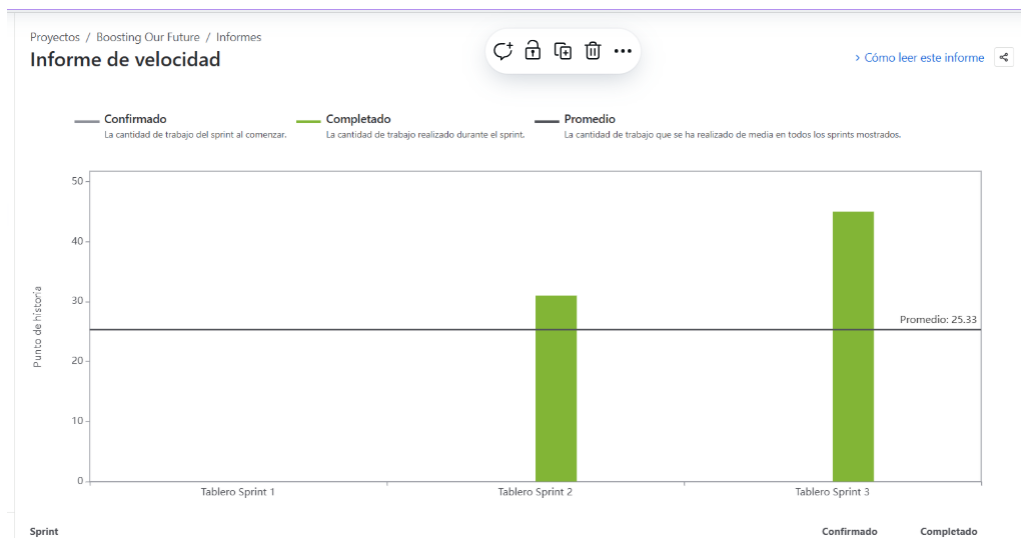 Proyectos / Boosting Our Future / Informes
Informe de velocidad
> Cómo leer este informe
Confirmado
La cantidad de trabajo del sprint al comenzar.
Completado
La cantidad de trabajo realizado durante el sprint.
Promedio
La cantidad de trabajo que se ha realizado de media en todos los sprints mostrados.
Punto de historia
50
40
30
20
10
0
Promedio: 25.33
Tablero Sprint 1
Tablero Sprint 2
Tablero Sprint 3
Sprint Confirmado Completado